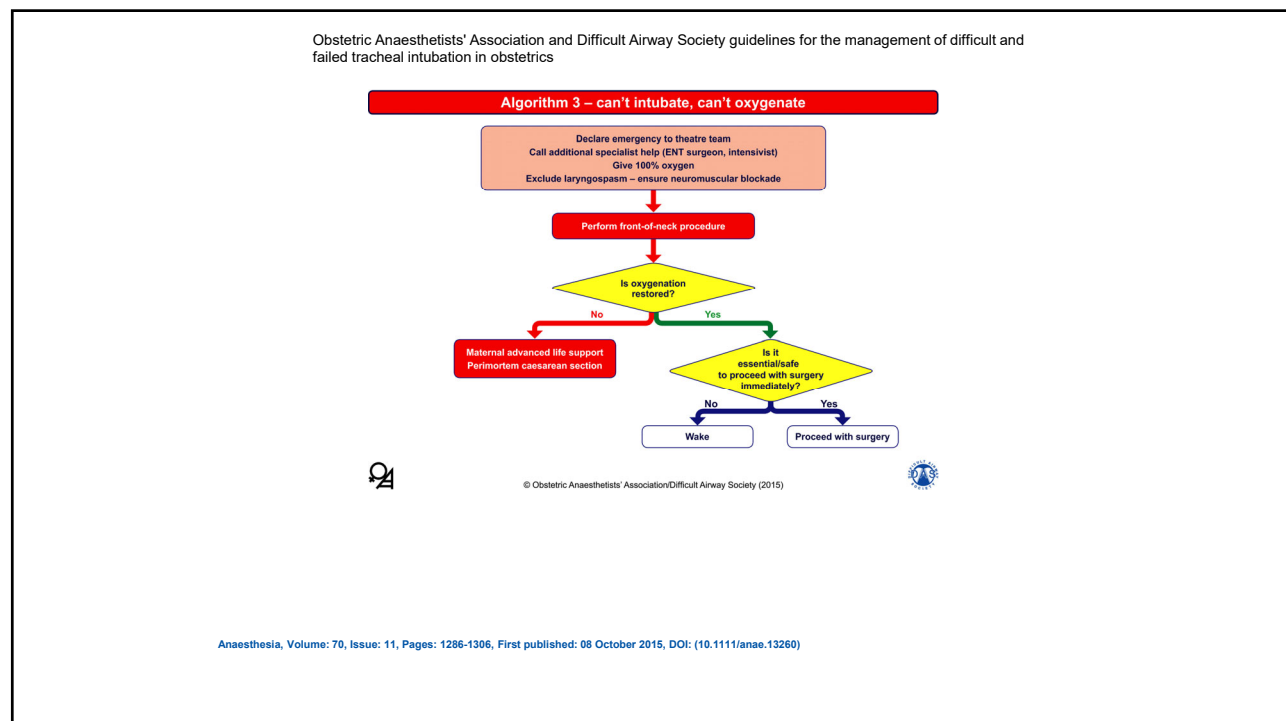 Obstetric Anaesthetists' Association and Difficult Airway Society guidelines for the management of difficult and
failed tracheal intubation in obstetrics
Algorithm 3 – can't intubate, can't oxygenate
Declare emergency to theatre team
Call additional specialist help (ENT surgeon, intensivist)
Give 100% oxygen
Exclude laryngospasm – ensure neuromuscular blockade
Perform front-of-neck procedure
Is oxygenation
restored?
No
Yes
Maternal advanced life support
Perimortem caesarean section
Is it
essential/safe
to proceed with surgery
immediately?
No
Yes
Wake
Proceed with surgery
© Obstetric Anaesthetists' Association/Difficult Airway Society (2015)
DIFFICULT AIRWAY
DAS
SOCIETY
Anaesthesia, Volume: 70, Issue: 11, Pages: 1286-1306, First published: 08 October 2015, DOI: (10.1111/anae.13260)